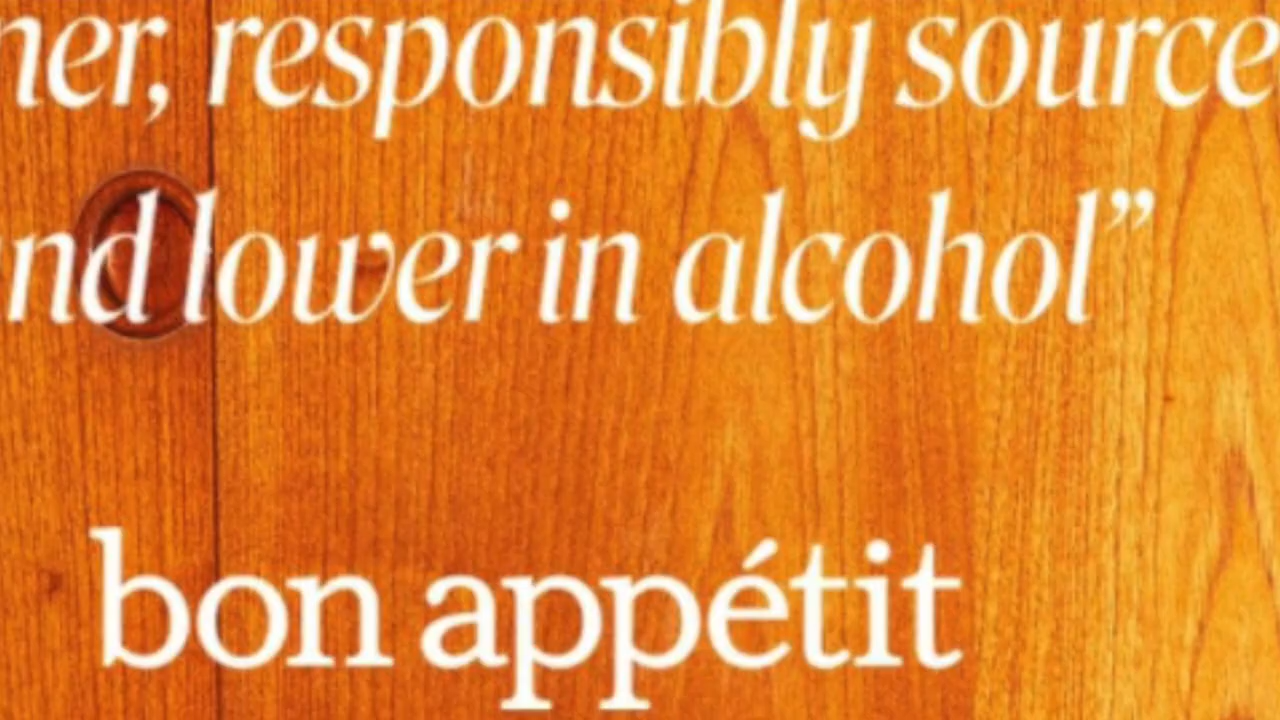 ner, responsibly source
nd lower in alcohol”
bon appétit